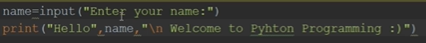 name=input("Enter your name:")
print("Hello",name,"\n Welcome to Pyhton Programming :)")